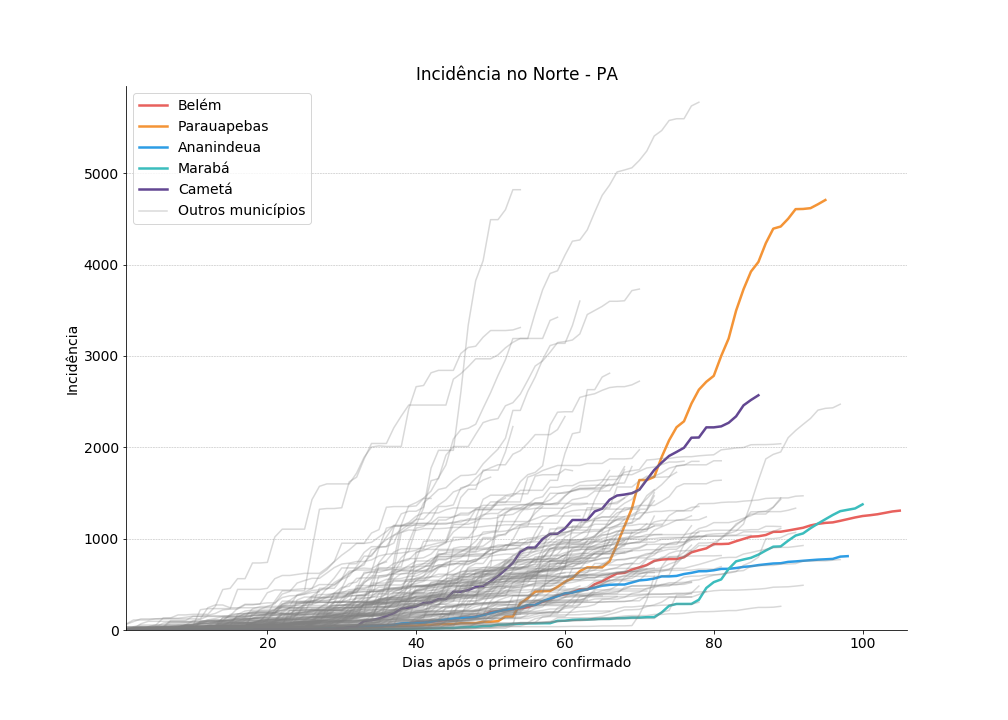 Incidência no Norte - PA
Belém
Parauapebas
Ananindeua
Marabá
Cametá
Outros municípios
Incidência
5000
4000
3000
2000
1000
0
20
40
60
80
100
Dias após o primeiro confirmado